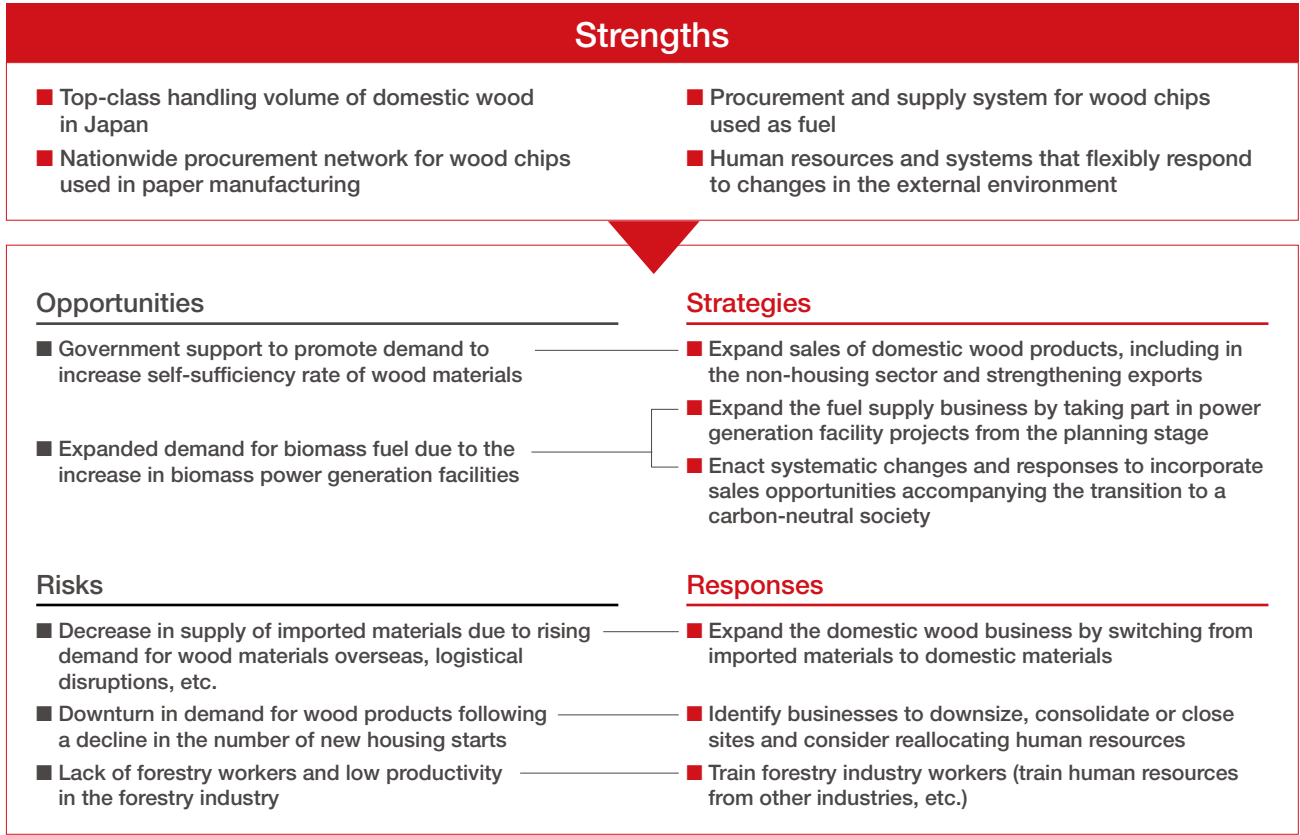 Strengths
■ Top-class handling volume of domestic wood
in Japan
■ Nationwide procurement network for wood chips
used in paper manufacturing
■ Procurement and supply system for wood chips
used as fuel
■ Human resources and systems that flexibly respond
to changes in the external environment
Opportunities
■ Government support to promote demand to
increase self-sufficiency rate of wood materials
■ Expanded demand for biomass fuel due to the
increase in biomass power generation facilities
Strategies
■ Expand sales of domestic wood products, including in
the non-housing sector and strengthening exports
■ Expand the fuel supply business by taking part in power
generation facility projects from the planning stage
■ Enact systematic changes and responses to incorporate
sales opportunities accompanying the transition to a
carbon-neutral society
Risks
■ Decrease in supply of imported materials due to rising
demand for wood materials overseas, logistical
disruptions, etc.
■ Downturn in demand for wood products following
a decline in the number of new housing starts
■ Lack of forestry workers and low productivity
in the forestry industry
Responses
■ Expand the domestic wood business by switching from
imported materials to domestic materials
■ Identify businesses to downsize, consolidate or close
sites and consider reallocating human resources
■ Train forestry industry workers (train human resources
from other industries, etc.)